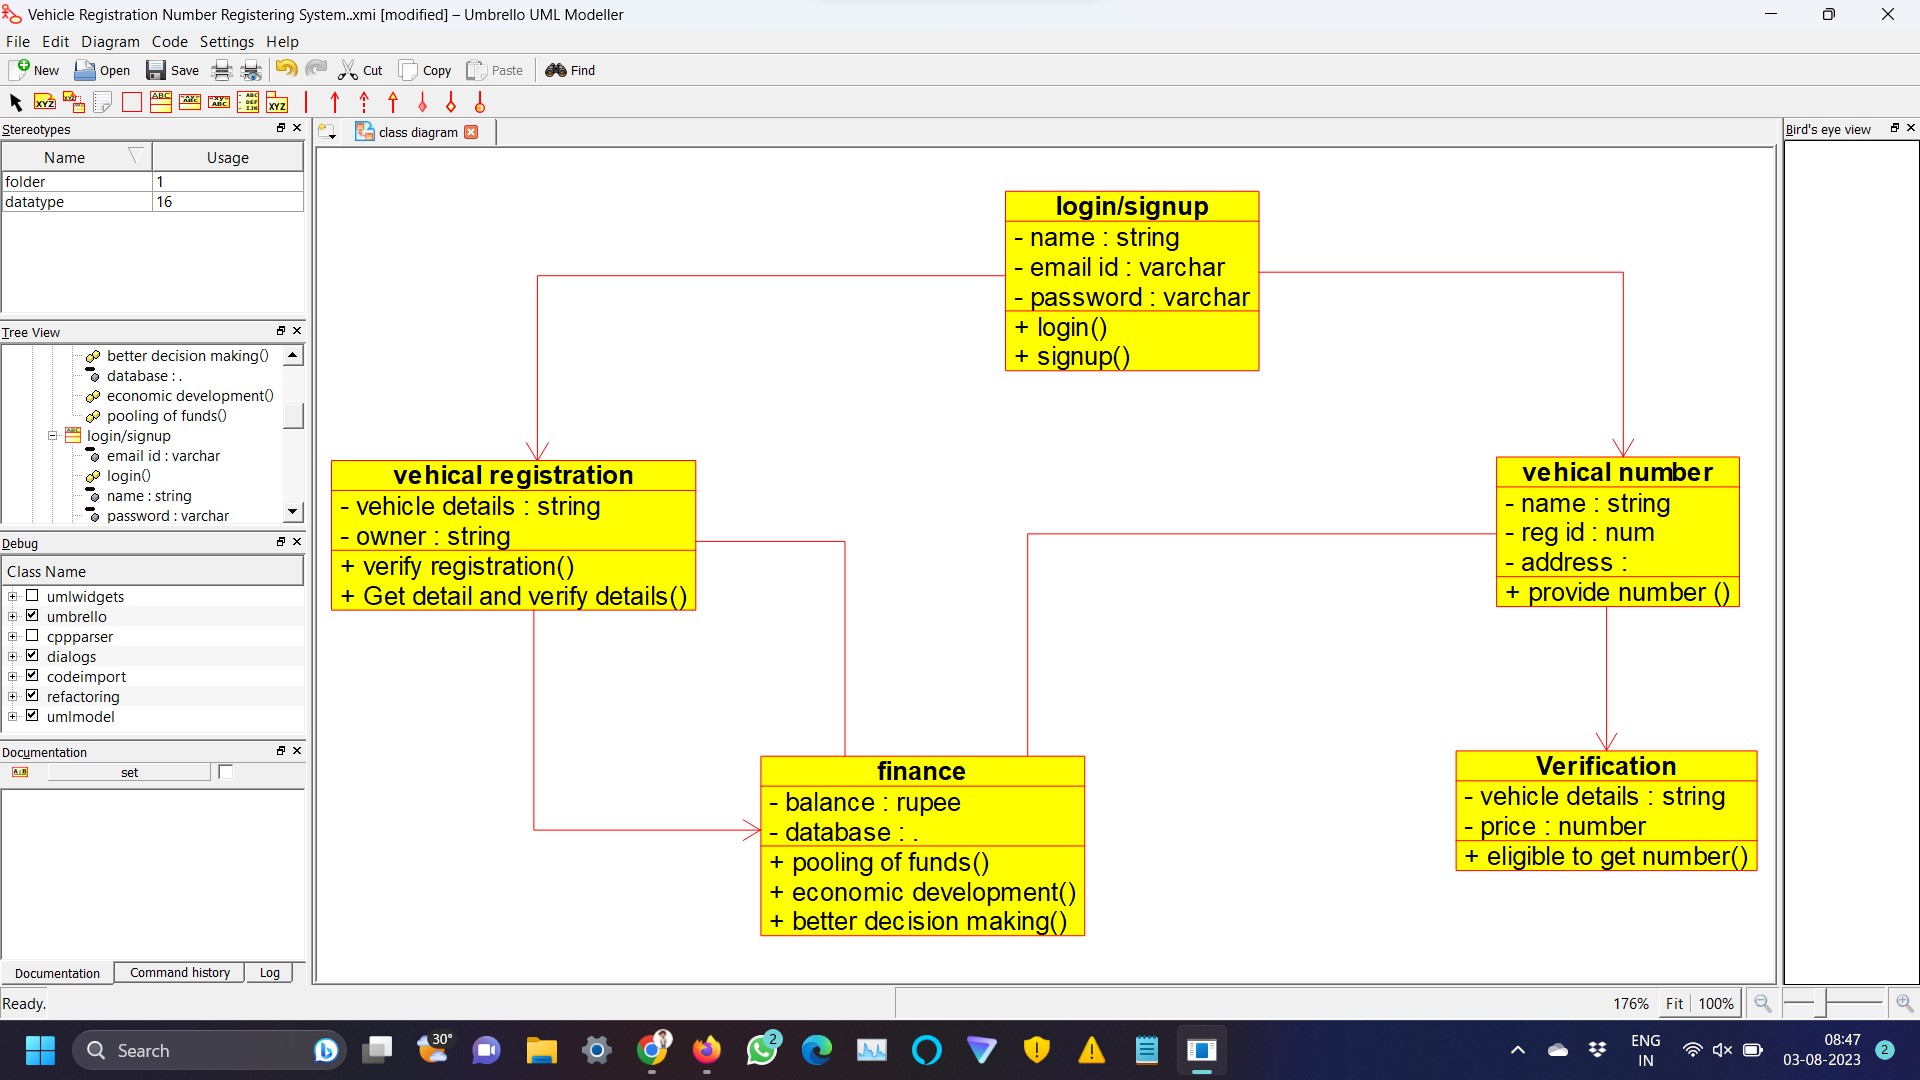 Vehicle Registration Number Registering System..xmi [modified] – Umbrello UML Modeller
File Edit Diagram Code Settings Help
New Open Save Cut Copy Paste Find
Stereotypes
Name Usage
folder 1
datatype 16
Tree View
better decision making()
database : .
economic development()
pooling of funds()
login/signup
email id : varchar
login()
name : string
password : varchar
Debug
Class Name
umlwidgets
umbrello
cppparser
dialogs
codeimport
refactoring
umlmodel
Documentation
set
Documentation Command history Log
Ready.
class diagram
login/signup
- name : string
- email id : varchar
- password : varchar
+ login()
+ signup()
vehical registration
- vehicle details : string
- owner : string
+ verify registration()
+ Get detail and verify details()
vehical number
- name : string
- reg id : num
- address :
+ provide number ()
finance
- balance : rupee
- database : .
+ pooling of funds()
+ economic development()
+ better decision making()
Verification
- vehicle details : string
- price : number
+ eligible to get number()
Bird's eye view
176% Fit 100%
Search
30°
2
ENG
IN
08:47
03-08-2023
2